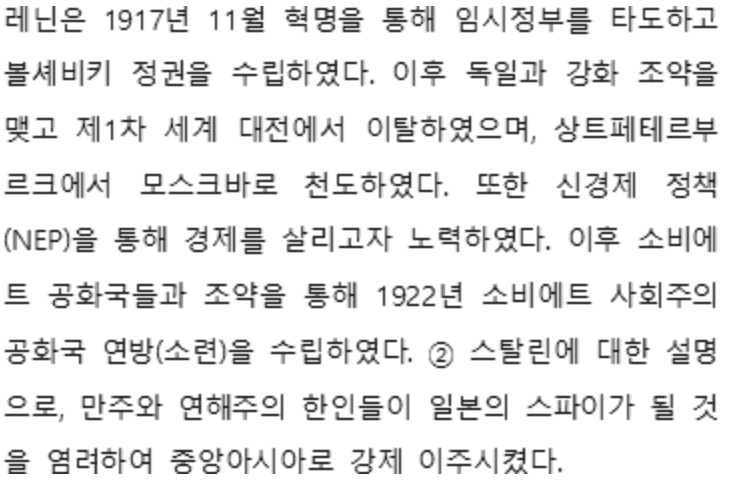 레닌은 1917년 11월 혁명을 통해 임시정부를 타도하고
볼셰비키 정권을 수립하였다. 이후 독일과 강화 조약을
맺고 제1차 세계 대전에서 이탈하였으며, 상트페테르부
르크에서 모스크바로 천도하였다. 또한 신경제 정책
(NEP)을 통해 경제를 살리고자 노력하였다. 이후 소비에
트 공화국들과 조약을 통해 1922년 소비에트 사회주의
공화국 연방(소련)을 수립하였다. ② 스탈린에 대한 설명
으로, 만주와 연해주의 한인들이 일본의 스파이가 될 것
을 염려하여 중앙아시아로 강제 이주시켰다.